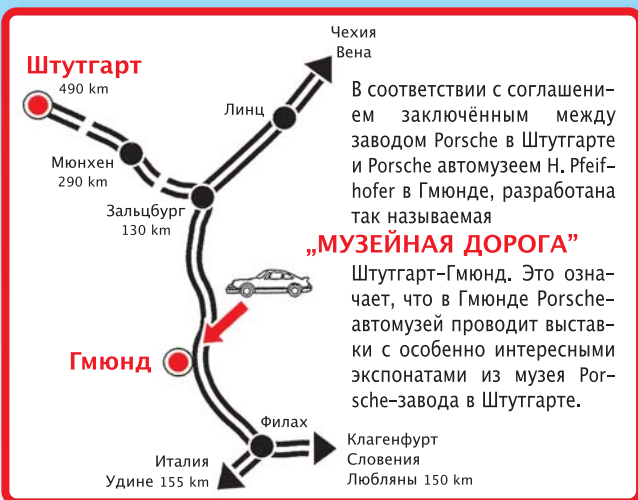 Чехия
Вена
Штутгарт
490 km
Линц
Мюнхен
290 km
Зальцбург
130 km
В соответствии с соглашени-
ем заключённым между
заводом Porsche в Штутгарте
и Porsche автомузеем H. Pfeif-
hofer в Гмюнде, разработана
так называемая
„МУЗЕЙНАЯ ДОРОГА”
Штутгарт–Гмюнд. Это озна-
чает, что в Гмюнде Porsche-
автомузей проводит выстав-
ки с особенно интересными
экспонатами из музея Por-
sche-завода в Штутгарте.
Гмюнд
Филах
Италия
Удине 155 km
Клагенфурт
Словения
Любляны 150 km